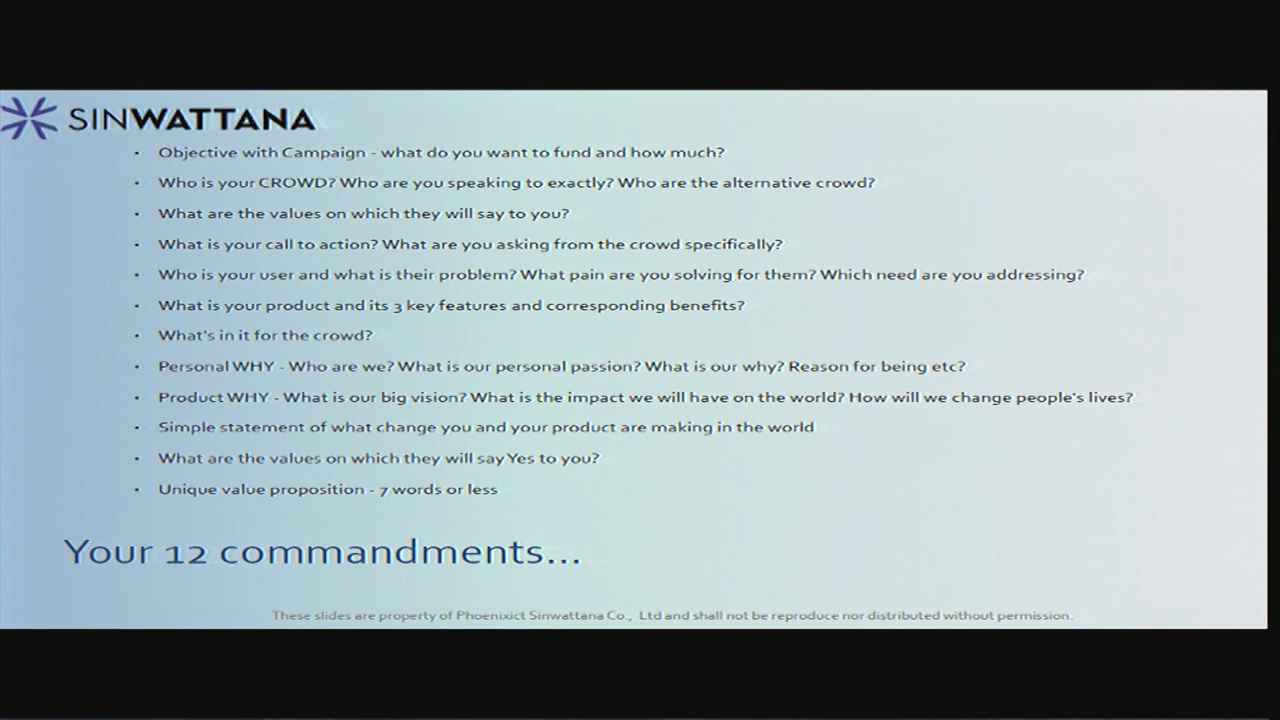 SINWATTANA
• Objective with Campaign - what do you want to fund and how much?
• Who is your CROWD? Who are you speaking to exactly? Who are the alternative crowd?
• What are the values on which they will say to you?
• What is your call to action? What are you asking from the crowd specifically?
• Who is your user and what is their problem? What pain are you solving for them? Which need are you addressing?
• What is your product and its 3 key features and corresponding benefits?
• What's in it for the crowd?
• Personal WHY - Who are we? What is our personal passion? What is our why? Reason for being etc?
• Product WHY - What is our big vision? What is the impact we will have on the world? How will we change people's lives?
• Simple statement of what change you and your product are making in the world
• What are the values on which they will say Yes to you?
• Unique value proposition - 7 words or less
Your 12 commandments...
These slides are property of Phoenixict Sinwattana Co., Ltd and shall not be reproduce nor distributed without permission.